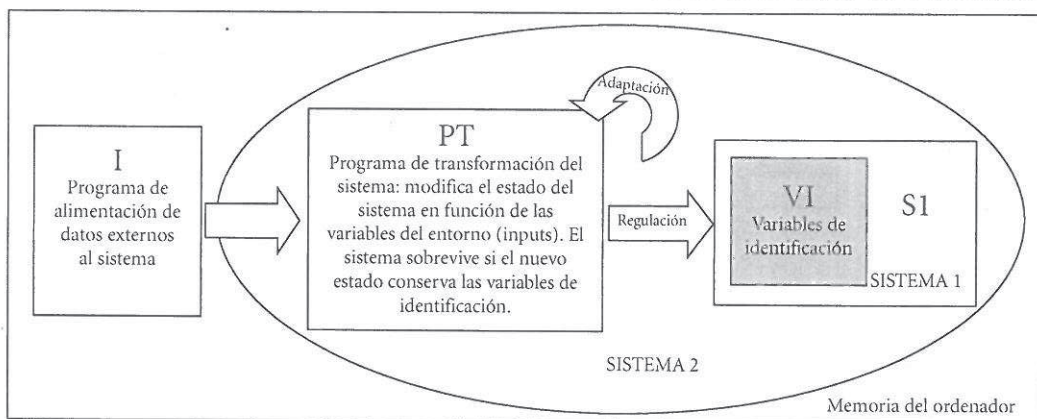 I
Programa de
alimentación de
datos externos
al sistema
PT
Programa de transformación del
sistema: modifica el estado del
sistema en función de las
variables del entorno (inputs). El
sistema sobrevive si el nuevo
estado conserva las variables de
identificación.
Adaptación
Regulación
VI
Variables de
identificación
S1
SISTEMA 1
SISTEMA 2
Memoria del ordenador